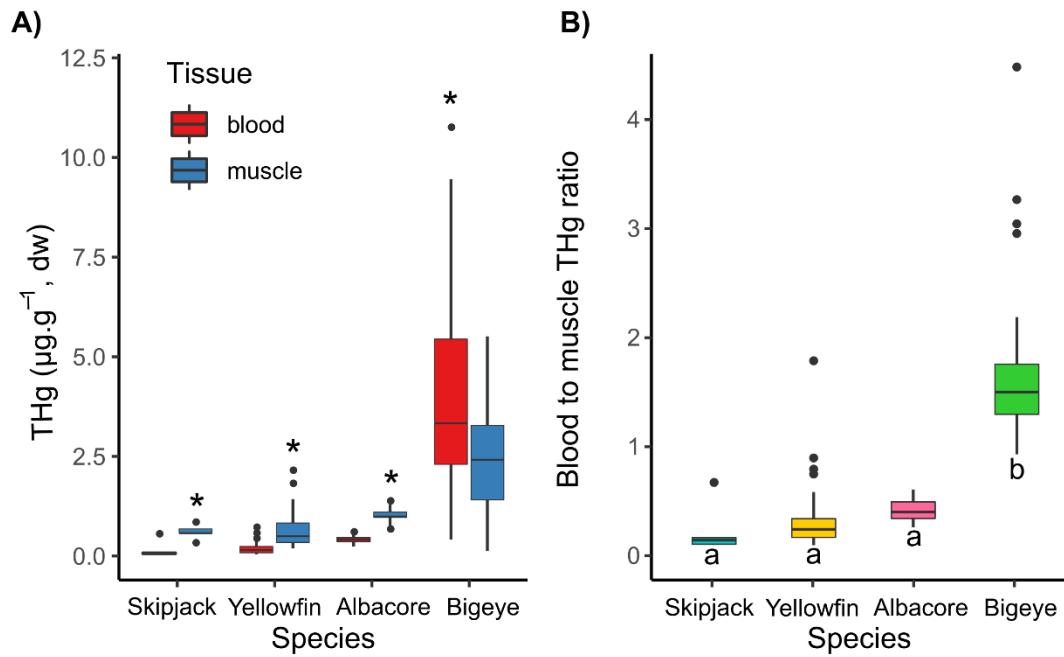 A)
12.5
10.0
7.5
5.0
2.5
0.0
THg (µg.g⁻¹, dw)
Tissue
blood
muscle
*
*
*
*
Skipjack Yellowfin Albacore Bigeye
Species
B)
4
3
2
1
0
Blood to muscle THg ratio
a
a
a
b
Skipjack Yellowfin Albacore Bigeye
Species